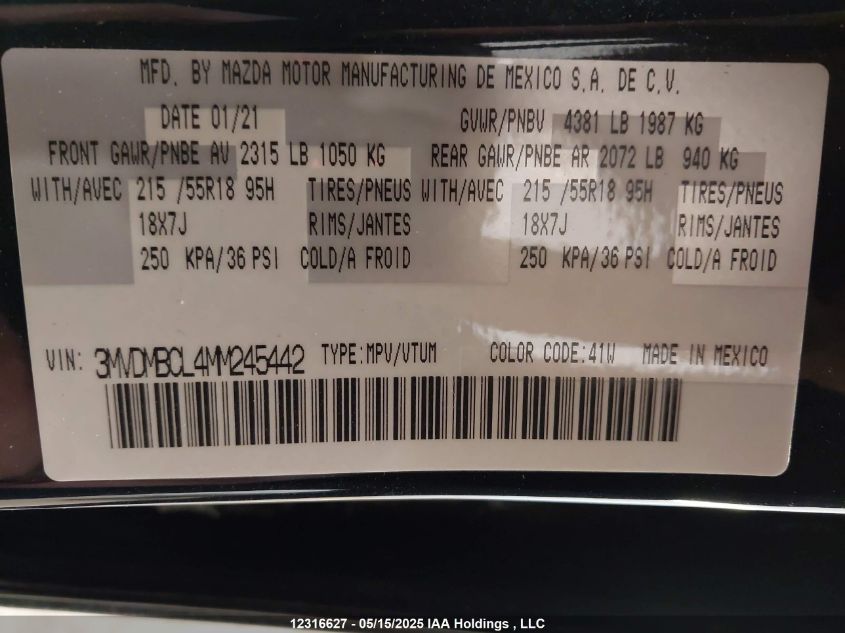 MFD. BY MAZDA MOTOR MANUFACTURING DE MEXICO S.A. DE C.V.
DATE 01/21 GVWR/PNBV 4381 LB 1987 KG
FRONT GAWR/PNBE AV 2315 LB 1050 KG REAR GAWR/PNBE AR 2072 LB 940 KG
WITH/AVEC 215 /55R18 95H TIRES/PNEUS WITH/AVEC 215 /55R18 95H TIRES/PNEUS
18X7J RIMS/JANTES 18X7J RIMS/JANTES
250 KPA/36 PSI COLD/A FROID 250 KPA/36 PSI COLD/A FROID
VIN: 3MVDMBCL4MM245442 TYPE:MPV/VTUM COLOR CODE:41W MADE IN MEXICO
12316627 - 05/15/2025 IAA Holdings , LLC